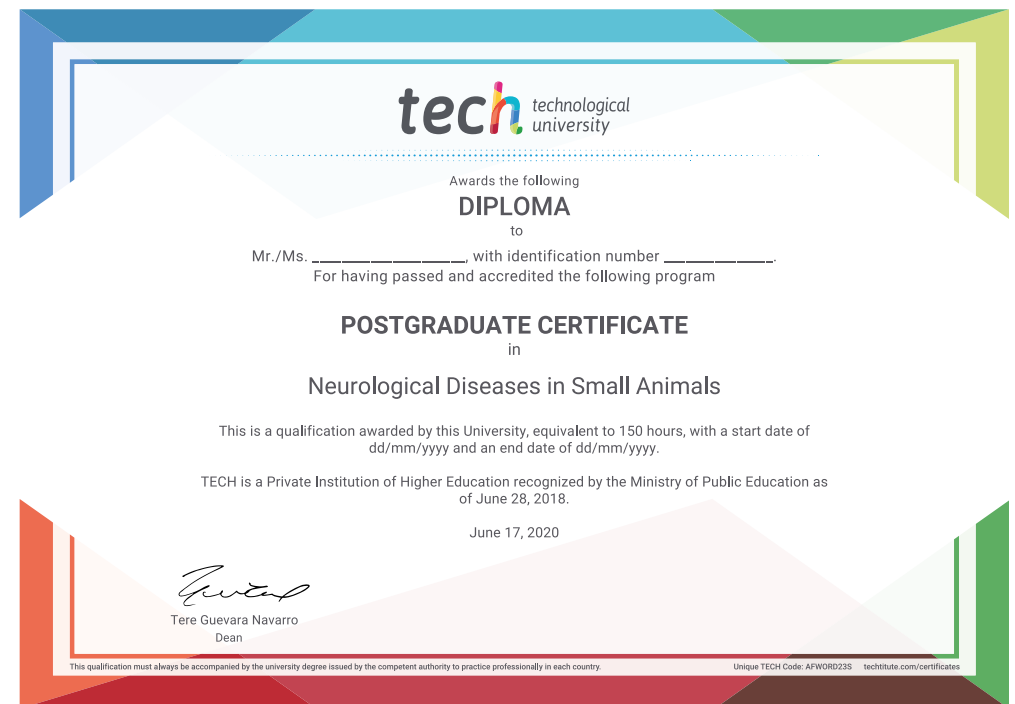 tech technological
university
Awards the following
DIPLOMA
to
Mr./Ms. ____________________, with identification number ______________.
For having passed and accredited the following program
POSTGRADUATE CERTIFICATE
in
Neurological Diseases in Small Animals
This is a qualification awarded by this University, equivalent to 150 hours, with a start date of
dd/mm/yyyy and an end date of dd/mm/yyyy.
TECH is a Private Institution of Higher Education recognized by the Ministry of Public Education as
of June 28, 2018.
June 17, 2020
Tere Guevara Navarro
Dean
This qualification must always be accompanied by the university degree issued by the competent authority to practice professionally in each country.
Unique TECH Code: AFWORD23S techtitute.com/certificates